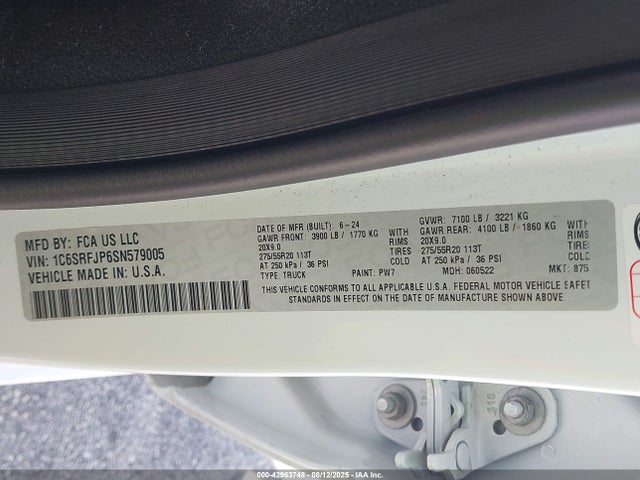 MFD BY: FCA US LLC
VIN: 1C6SRFJP6SN579005
VEHICLE MADE IN U.S.A.
DATE OF MFR (BUILT): 6-24
GAWR FRONT: 3900 LB / 1770 KG WITH
20X9.0 RIMS
275/55R20 113T TIRES
AT 250 kPa / 36 PSI COLD
TYPE: TRUCK PAINT: PW7
GVWR: 7100 LB / 3221 KG
GAWR REAR: 4100 LB / 1860 KG WITH
20X9.0 RIMS
275/55R20 113T TIRES
AT 250 kPa / 36 PSI COLD
MDH: 060522 MKT: 875
THIS VEHICLE CONFORMS TO ALL APPLICABLE U.S.A. FEDERAL MOTOR VEHICLE SAFET
STANDARDS IN EFFECT ON THE DATE OF MANUFACTURE SHOWN ABOVE
000-42963748 - 08/12/2025 - IAA Inc.